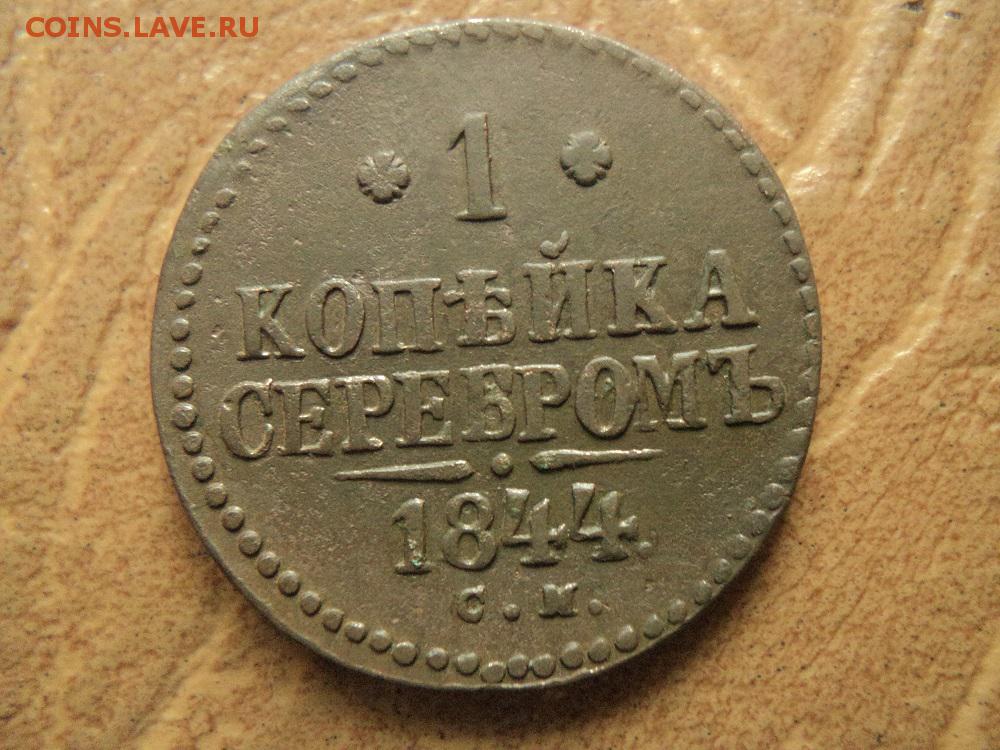 COINS.LAVE.RU
1
КОПѢЙКА
СЕРЕБРОМЪ
1844.
С.М.